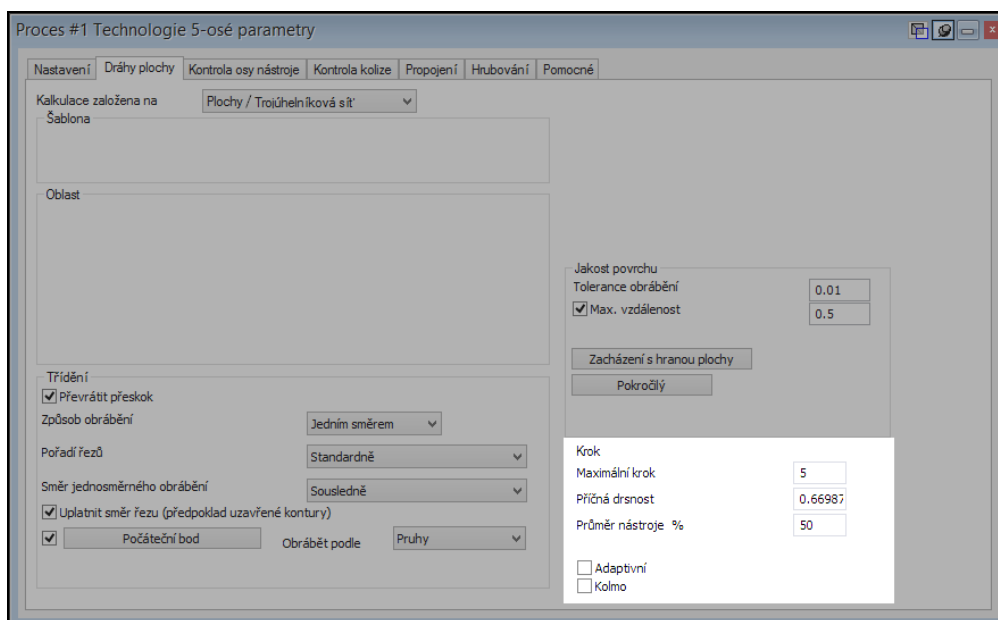 Proces #1 Technologie 5-osé parametry
Nastavení Dráhy plochy Kontrola osy nástroje Kontrola kolize Propojení Hrubování Pomocné
Kalkulace založena na Plochy / Trojúhelníková síť
Šablona
Oblast
Třídění
Převrátit přeskok
Způsob obrábění Jedním směrem
Pořadí řezů Standardně
Směr jednosměrného obrábění Sousledně
Uplatnit směr řezu (předpoklad uzavřené kontury)
Počáteční bod Obrábět podle Pruhy
Jakost povrchu
Tolerance obrábění 0.01
Max. vzdálenost 0.5
Zacházení s hranou plochy
Pokročilý
Krok
Maximální krok 5
Příčná drsnost 0.66987
Průměr nástroje % 50
Adaptivní
Kolmo